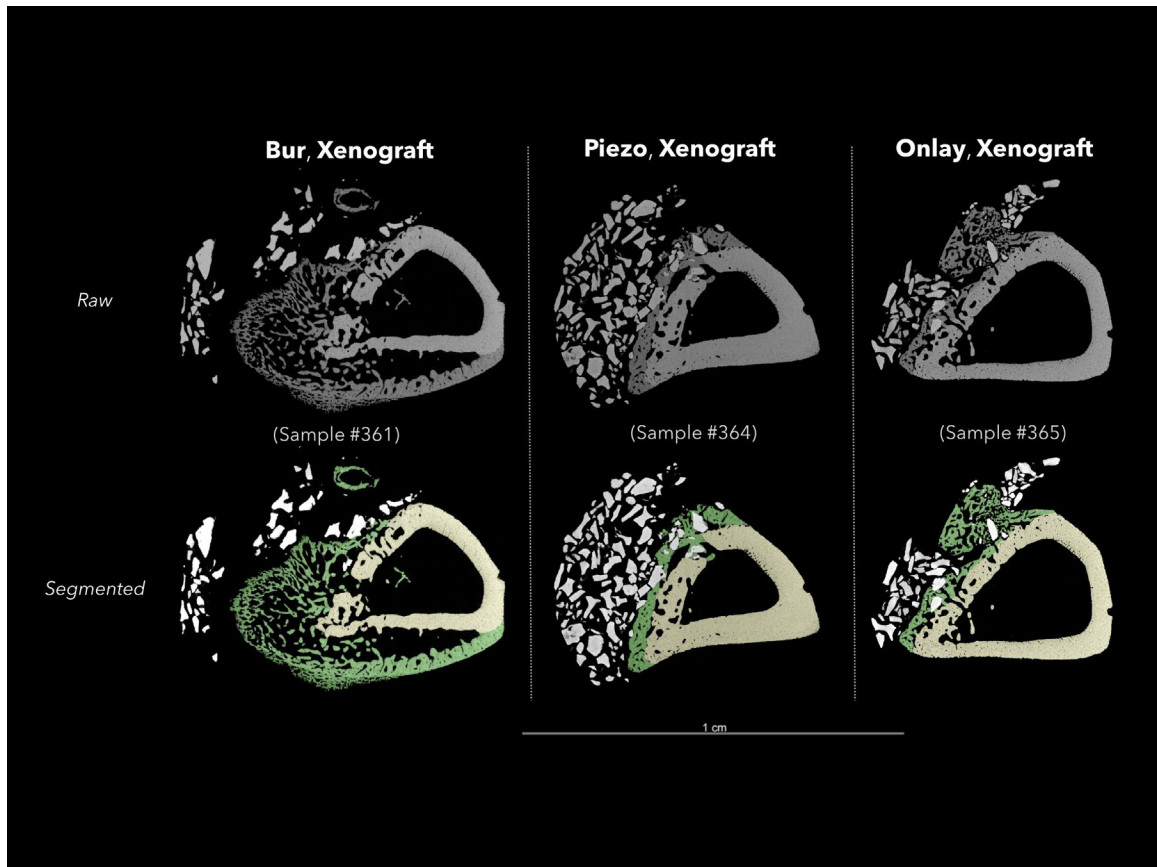 Bur, Xenograft
Piezo, Xenograft
Onlay, Xenograft
Raw
(Sample #361)
(Sample #364)
(Sample #365)
Segmented
1 cm